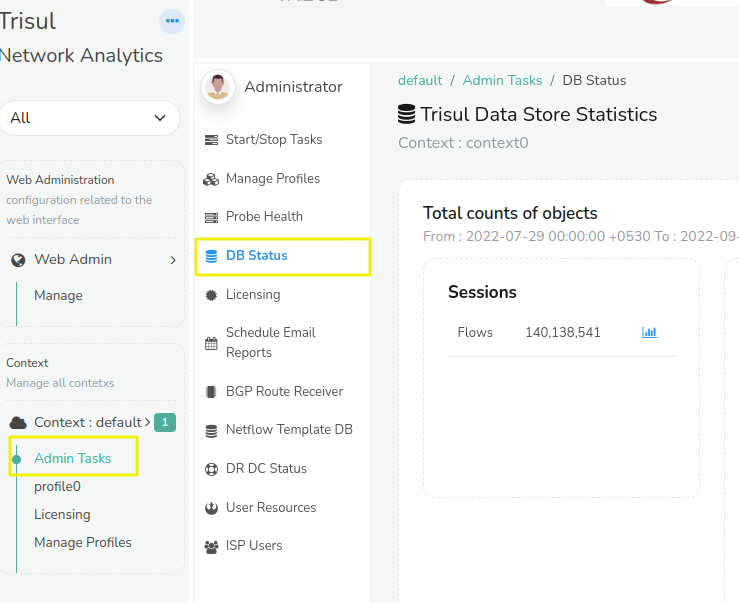 Trisul
Network Analytics
All
Web Administration
configuration related to the
web interface
Web Admin
Manage
Context
Manage all contetxs
Context : default
1
Admin Tasks
profile0
Licensing
Manage Profiles
Administrator
Start/Stop Tasks
Manage Profiles
Probe Health
DB Status
Licensing
Schedule Email
Reports
BGP Route Receiver
Netflow Template DB
DR DC Status
User Resources
ISP Users
default / Admin Tasks / DB Status
Trisul Data Store Statistics
Context : context0
Total counts of objects
From : 2022-07-29 00:00:00 +0530 To : 2022-09-
Sessions
Flows 140,138,541